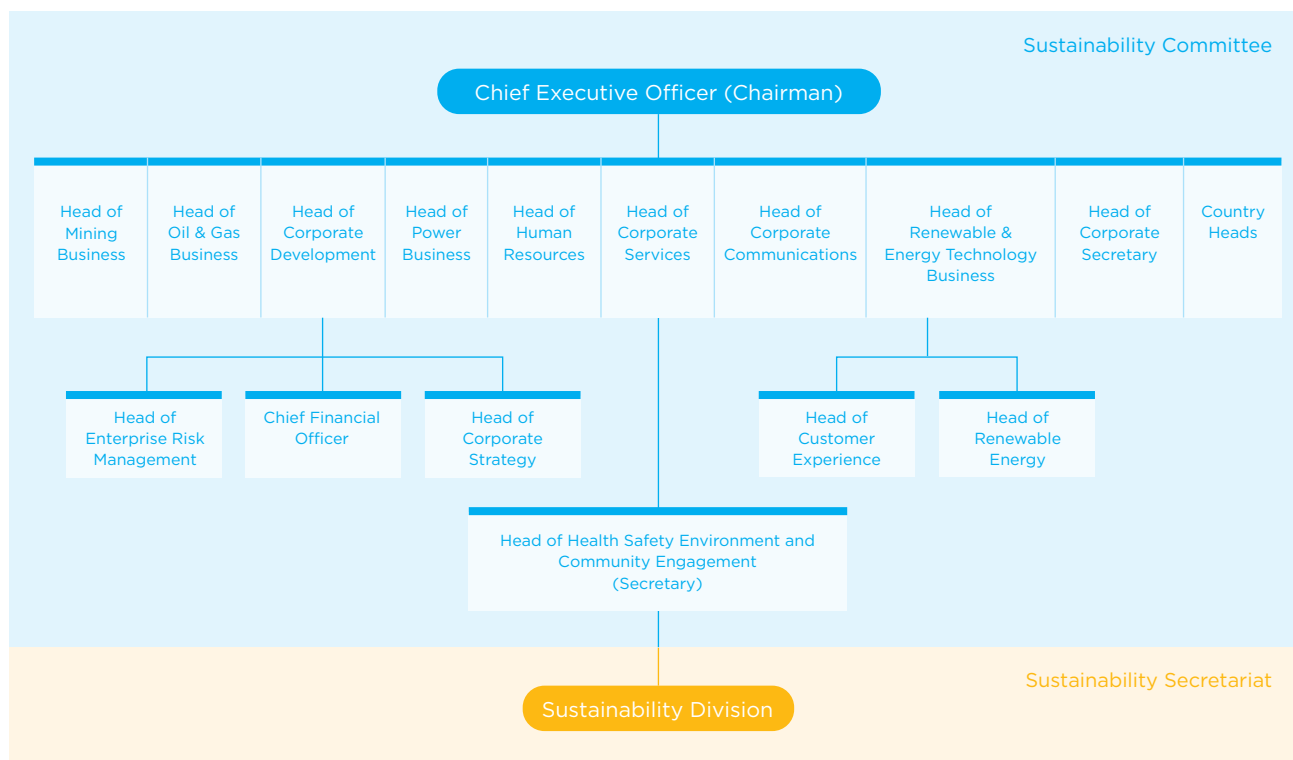 Sustainability Committee
Chief Executive Officer (Chairman)
Head of
Mining
Business
Head of
Oil & Gas
Business
Head of
Corporate
Development
Head of
Power
Business
Head of
Human
Resources
Head of
Corporate
Services
Head of
Corporate
Communications
Head of
Renewable &
Energy Technology
Business
Head of
Corporate
Secretary
Country
Heads
Head of
Enterprise Risk
Management
Chief Financial
Officer
Head of
Corporate
Strategy
Head of
Customer
Experience
Head of
Renewable
Energy
Head of Health Safety Environment and
Community Engagement
(Secretary)
Sustainability Secretariat
Sustainability Division